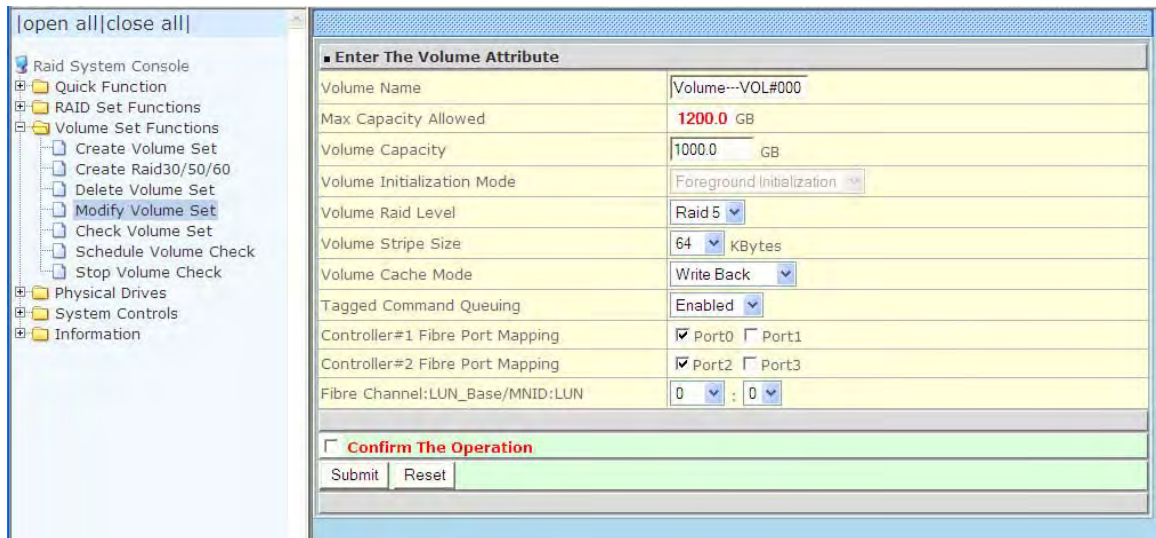 |open all|close all|
Raid System Console
Quick Function
RAID Set Functions
Volume Set Functions
Create Volume Set
Create Raid30/50/60
Delete Volume Set
Modify Volume Set
Check Volume Set
Schedule Volume Check
Stop Volume Check
Physical Drives
System Controls
Information
Enter The Volume Attribute
Volume Name Volume---VOL#000
Max Capacity Allowed 1200.0 GB
Volume Capacity 1000.0 GB
Volume Initialization Mode Foreground Initialization
Volume Raid Level Raid 5
Volume Stripe Size 64 KBytes
Volume Cache Mode Write Back
Tagged Command Queuing Enabled
Controller#1 Fibre Port Mapping Port0 Port1
Controller#2 Fibre Port Mapping Port2 Port3
Fibre Channel:LUN_Base/MNID:LUN 0 : 0
Confirm The Operation
Submit Reset